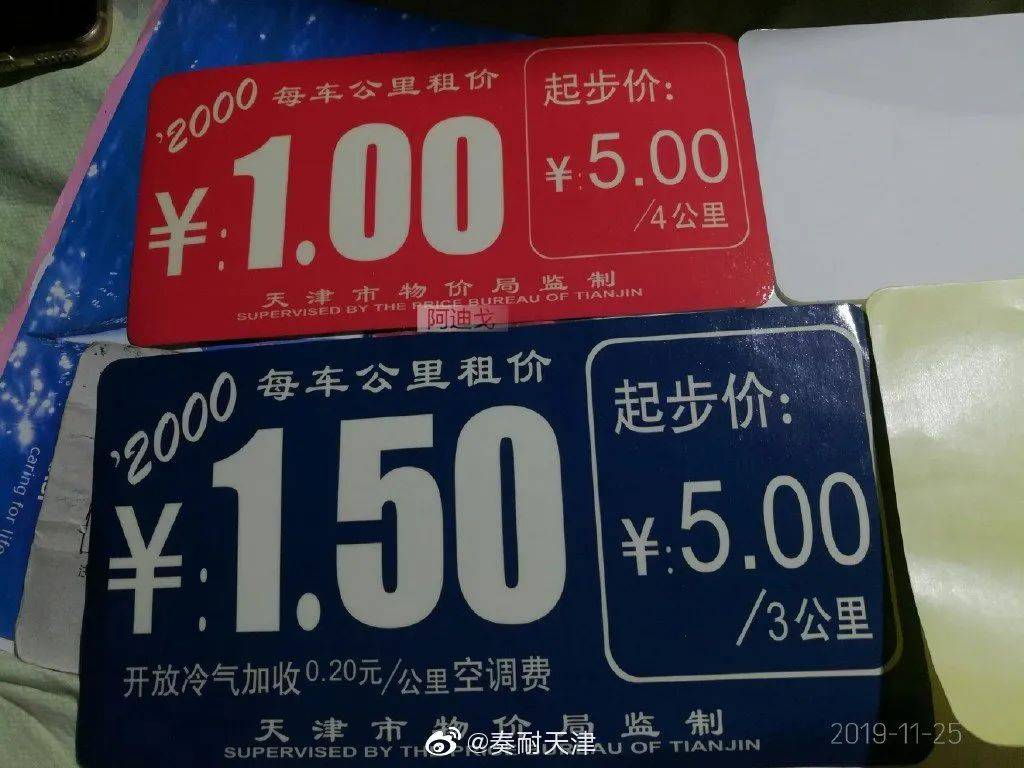 '2000 每车公里租价
¥:1.00
起步价:
¥:5.00
/4公里
天津市物价局监制
SUPERVISED BY THE PRICE BUREAU OF TIANJIN
阿迪戈
'2000 每车公里租价
¥:1.50
起步价:
¥:5.00
/3公里
开放冷气加收0.20元/公里空调费
天津市物价局监制
SUPERVISED BY THE PRICE BUREAU OF TIANJIN
caring for life
@奏耐天津
2019-11-25